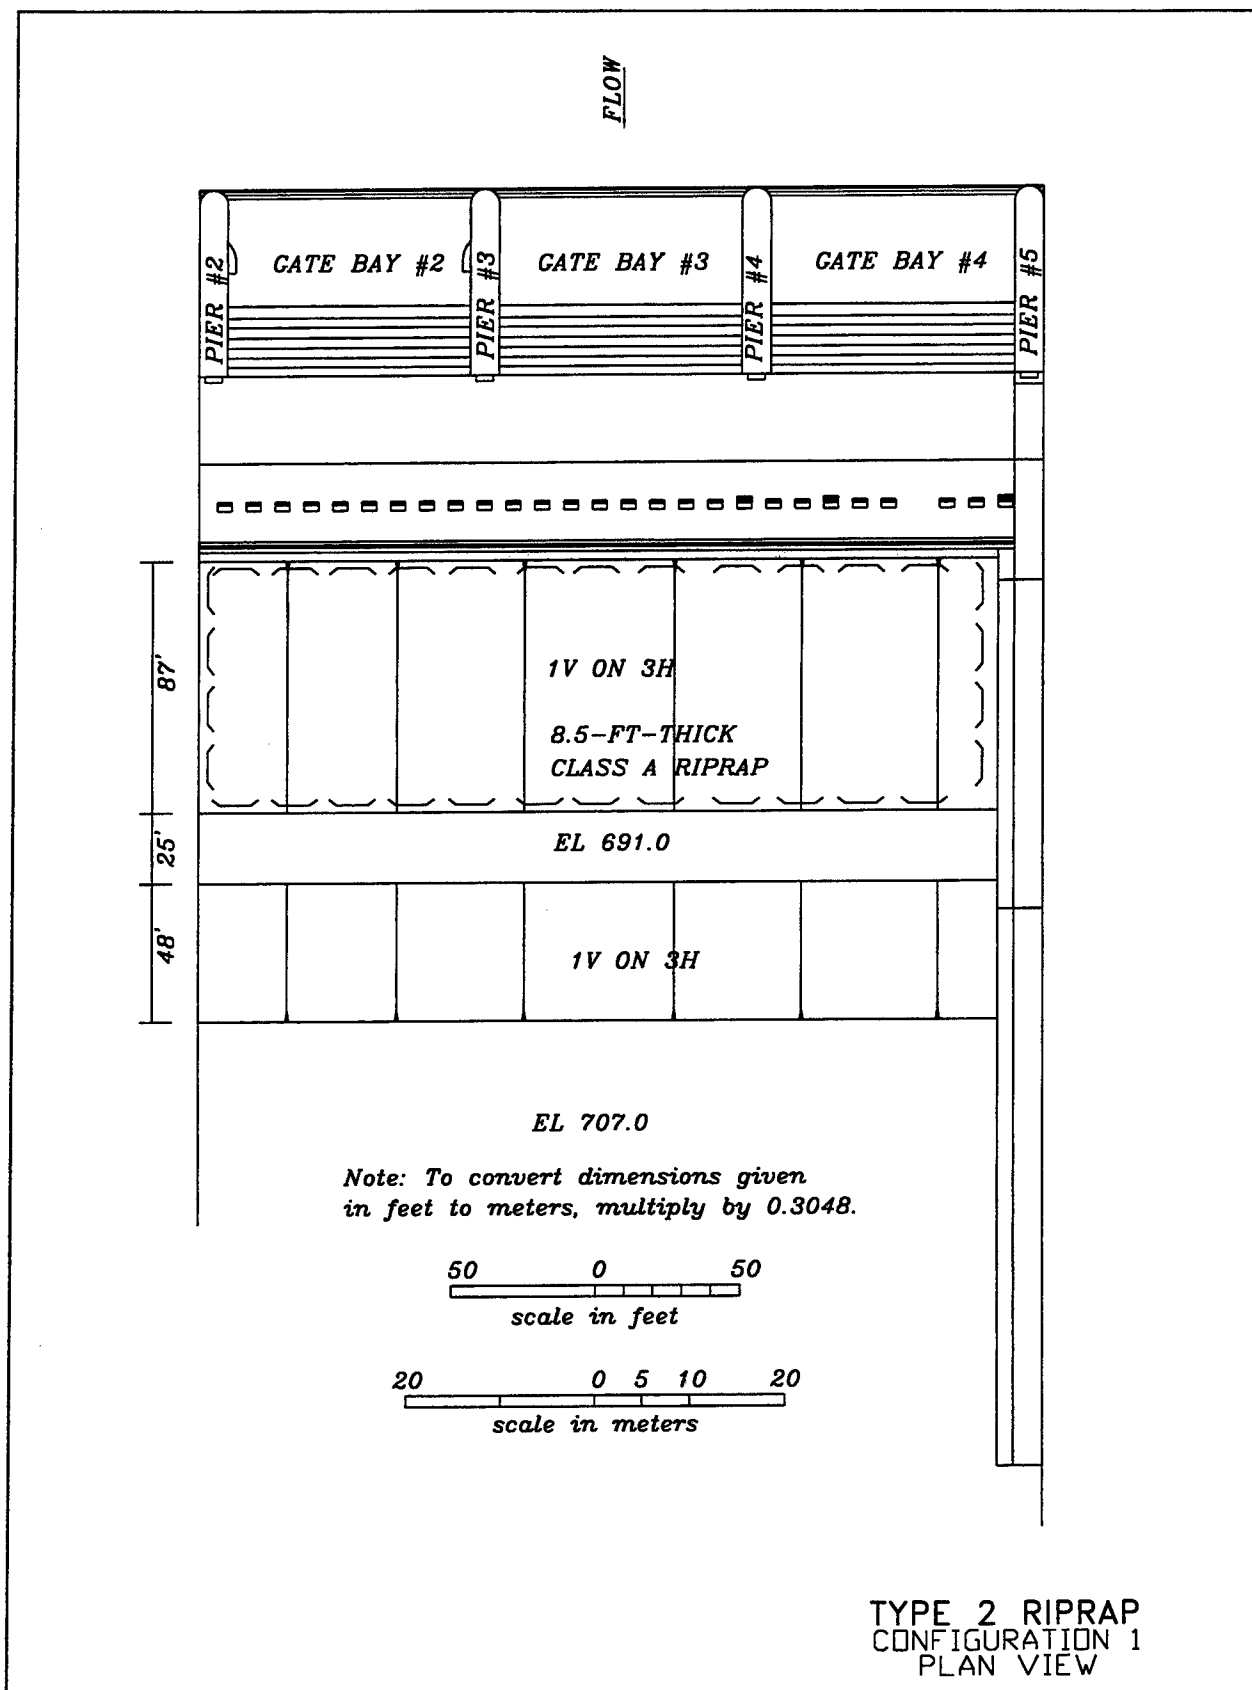 FLOW
PIER #2
GATE BAY #2
PIER #3
GATE BAY #3
PIER #4
GATE BAY #4
PIER #5
87'
1V ON 3H
8.5-FT-THICK
CLASS A RIPRAP
25'
EL 691.0
48'
1V ON 3H
EL 707.0
Note: To convert dimensions given
in feet to meters, multiply by 0.3048.
50 0 50
scale in feet
20 0 5 10 20
scale in meters
TYPE 2 RIPRAP
CONFIGURATION 1
PLAN VIEW